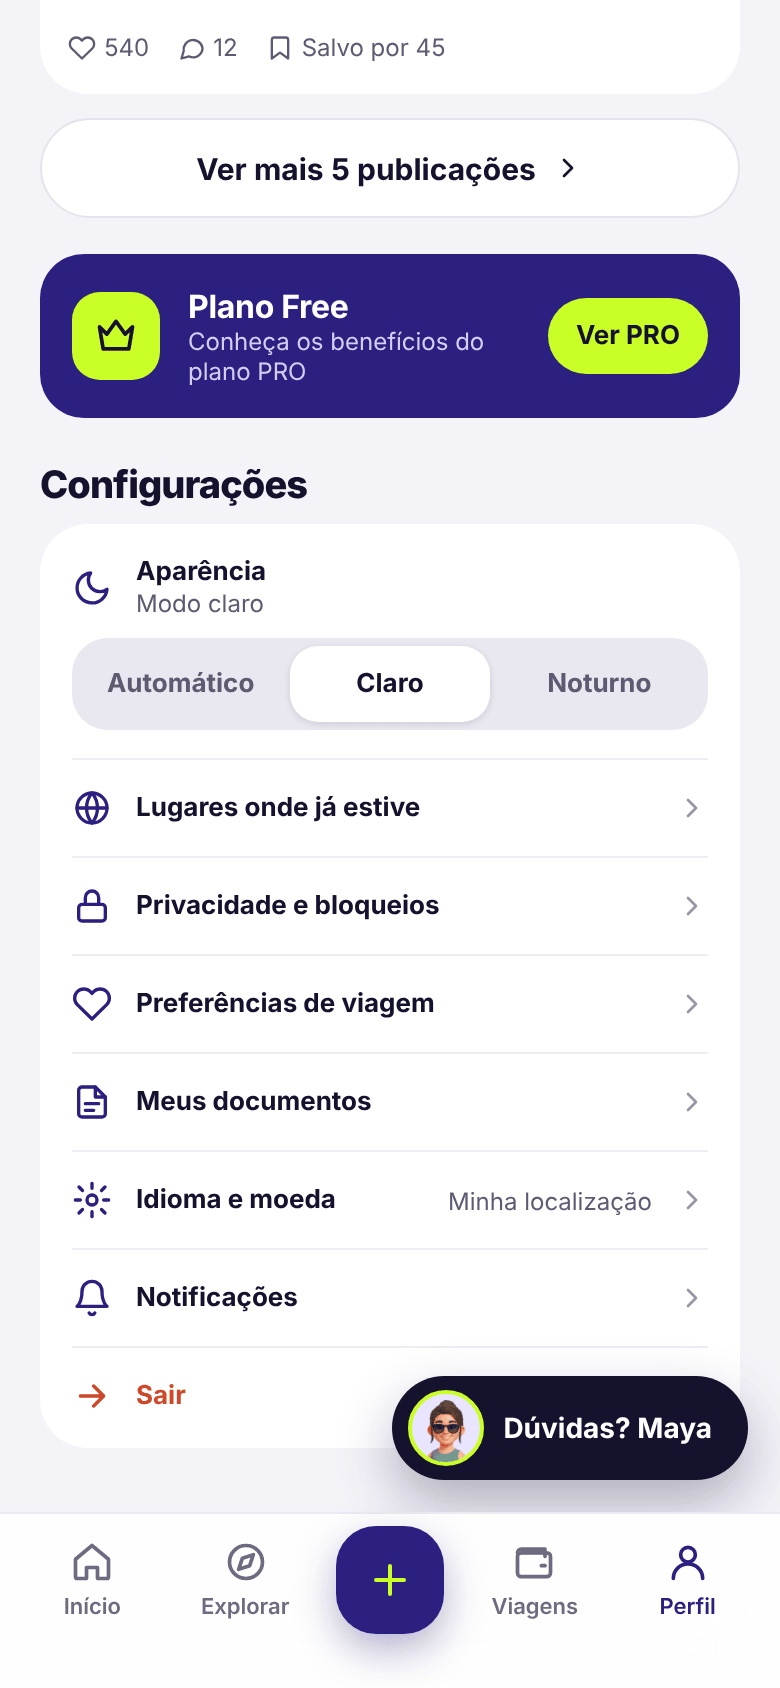 540 12 Salvo por 45
Ver mais 5 publicações
Plano Free
Conheça os benefícios do
plano PRO
Ver PRO
Configurações
Aparência
Modo claro
Automático Claro Noturno
Lugares onde já estive
Privacidade e bloqueios
Preferências de viagem
Meus documentos
Idioma e moeda Minha localização
Notificações
Sair
Dúvidas? Maya
Início Explorar Viagens Perfil